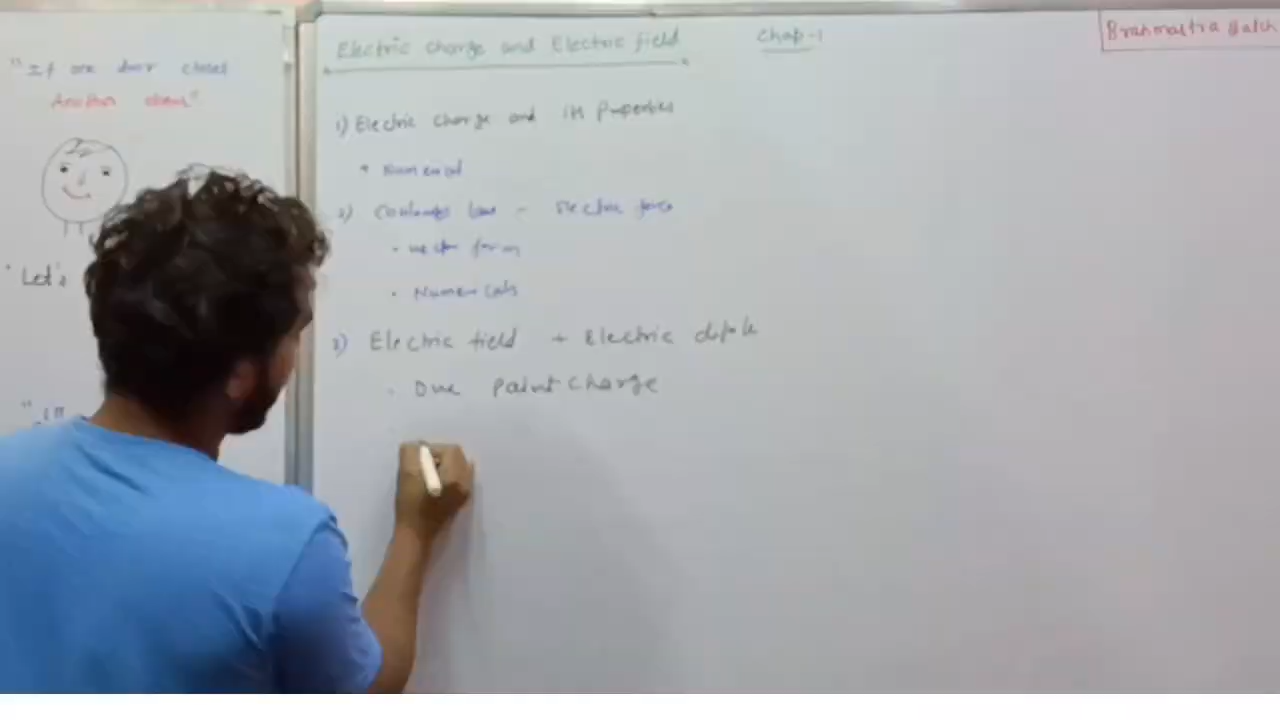 "If one door closes
Another opens"
• Let's
"
Electric Charge and Electric field
Chap-1
Brahmastra Batch
1) Electric Charge and its Properties
• Numerical
2) Coulombs law - Electric force
• vector form
• Numericals
3) Electric field + Electric dipole
• Due Point Charge